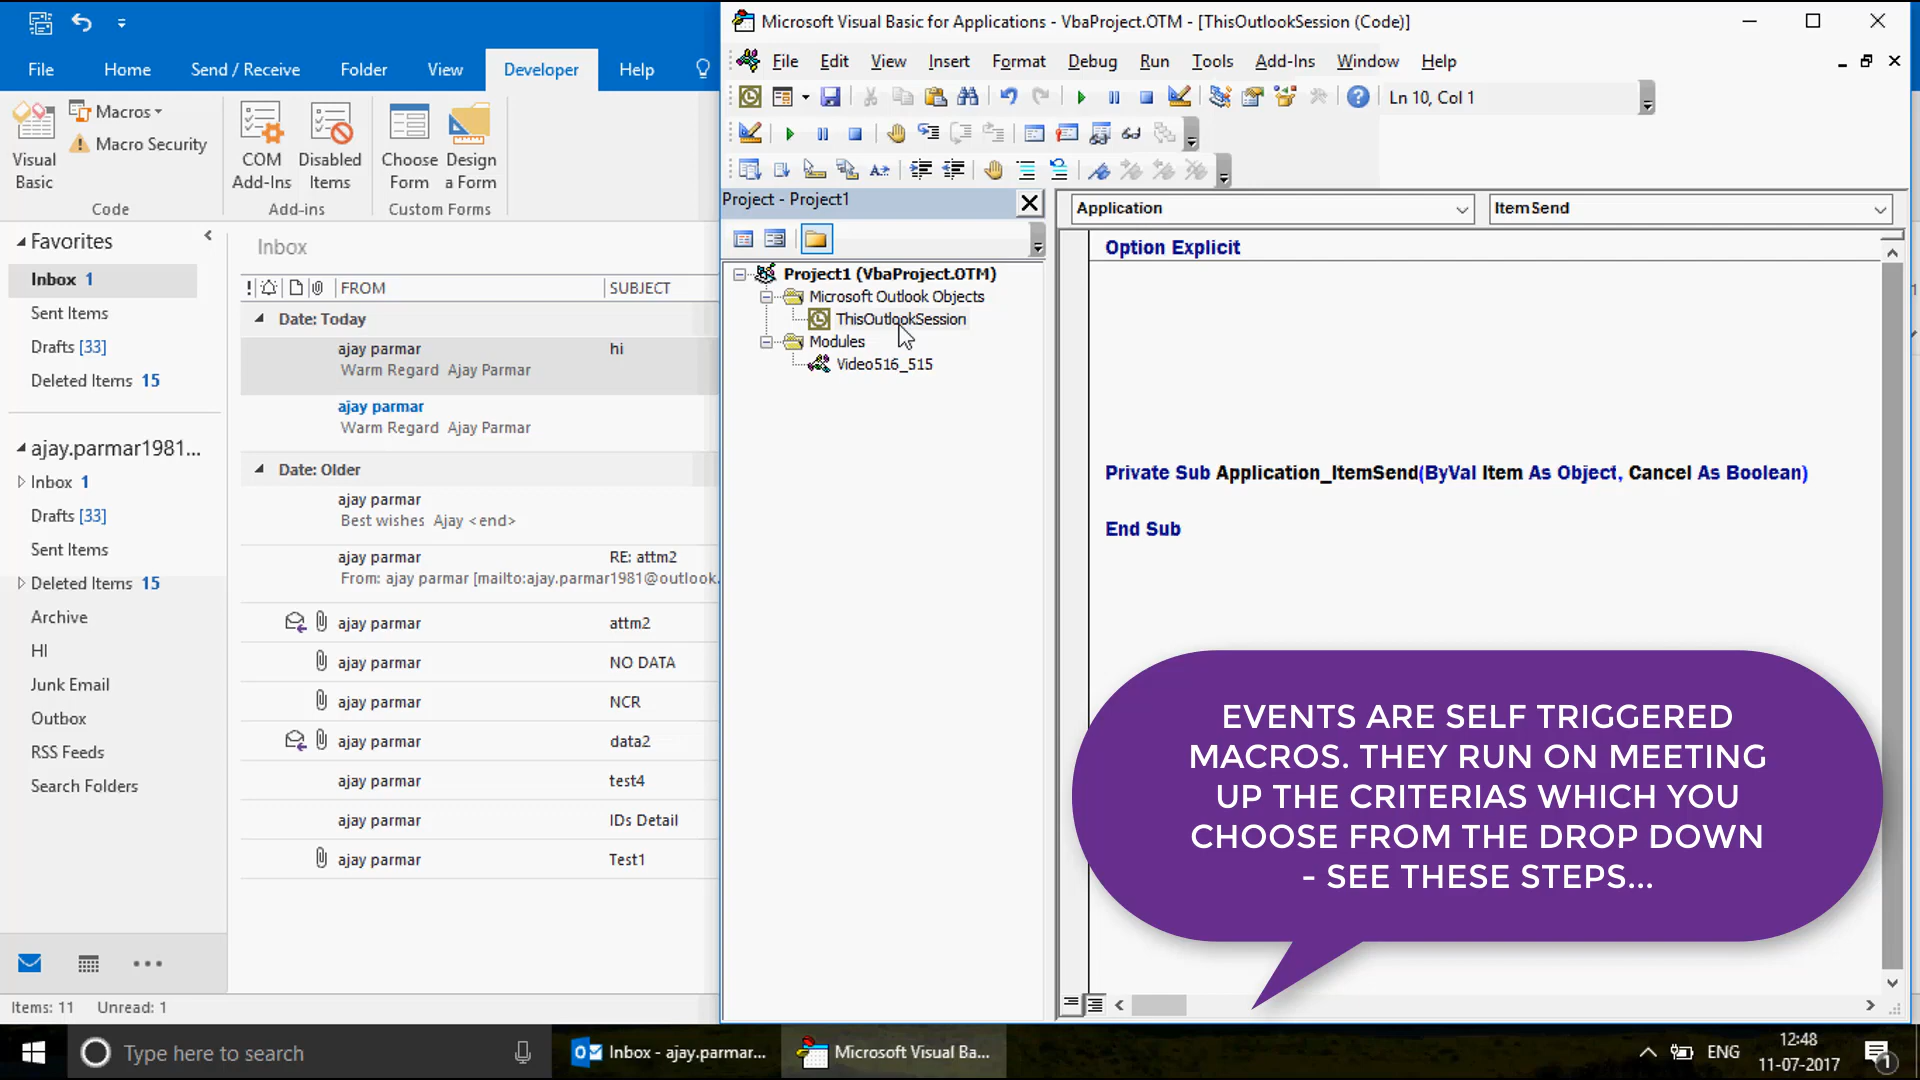 File
Home
Send / Receive
Folder
View
Developer
Help
Visual
Basic
Macros
Macro Security
Code
COM
Add-Ins
Disabled
Items
Add-ins
Choose
Form
Design
a Form
Custom Forms
Favorites
Inbox 1
Sent Items
Drafts [33]
Deleted Items 15
ajay.parmar1981...
Inbox 1
Drafts [33]
Sent Items
Deleted Items 15
Archive
HI
Junk Email
Outbox
RSS Feeds
Search Folders
Items: 11 Unread: 1
Inbox
! FROM SUBJECT
Date: Today
ajay parmar hi
Warm Regard Ajay Parmar
ajay parmar
Warm Regard Ajay Parmar
Date: Older
ajay parmar
Best wishes Ajay <end>
ajay parmar RE: attm2
From: ajay parmar [mailto:ajay.parmar1981@outlook.
ajay parmar attm2
ajay parmar NO DATA
ajay parmar NCR
ajay parmar data2
ajay parmar test4
ajay parmar IDs Detail
ajay parmar Test1
Microsoft Visual Basic for Applications - VbaProject.OTM - [ThisOutlookSession (Code)]
File Edit View Insert Format Debug Run Tools Add-Ins Window Help
Ln 10, Col 1
Project - Project1
Project1 (VbaProject.OTM)
Microsoft Outlook Objects
ThisOutlookSession
Modules
Video516_515
Application
ItemSend
Option Explicit
Private Sub Application_ItemSend(ByVal Item As Object, Cancel As Boolean)
End Sub
EVENTS ARE SELF TRIGGERED
MACROS. THEY RUN ON MEETING
UP THE CRITERIAS WHICH YOU
CHOOSE FROM THE DROP DOWN
- SEE THESE STEPS...
Type here to search
Inbox - ajay.parmar...
Microsoft Visual Ba...
ENG
12:48
11-07-2017
1